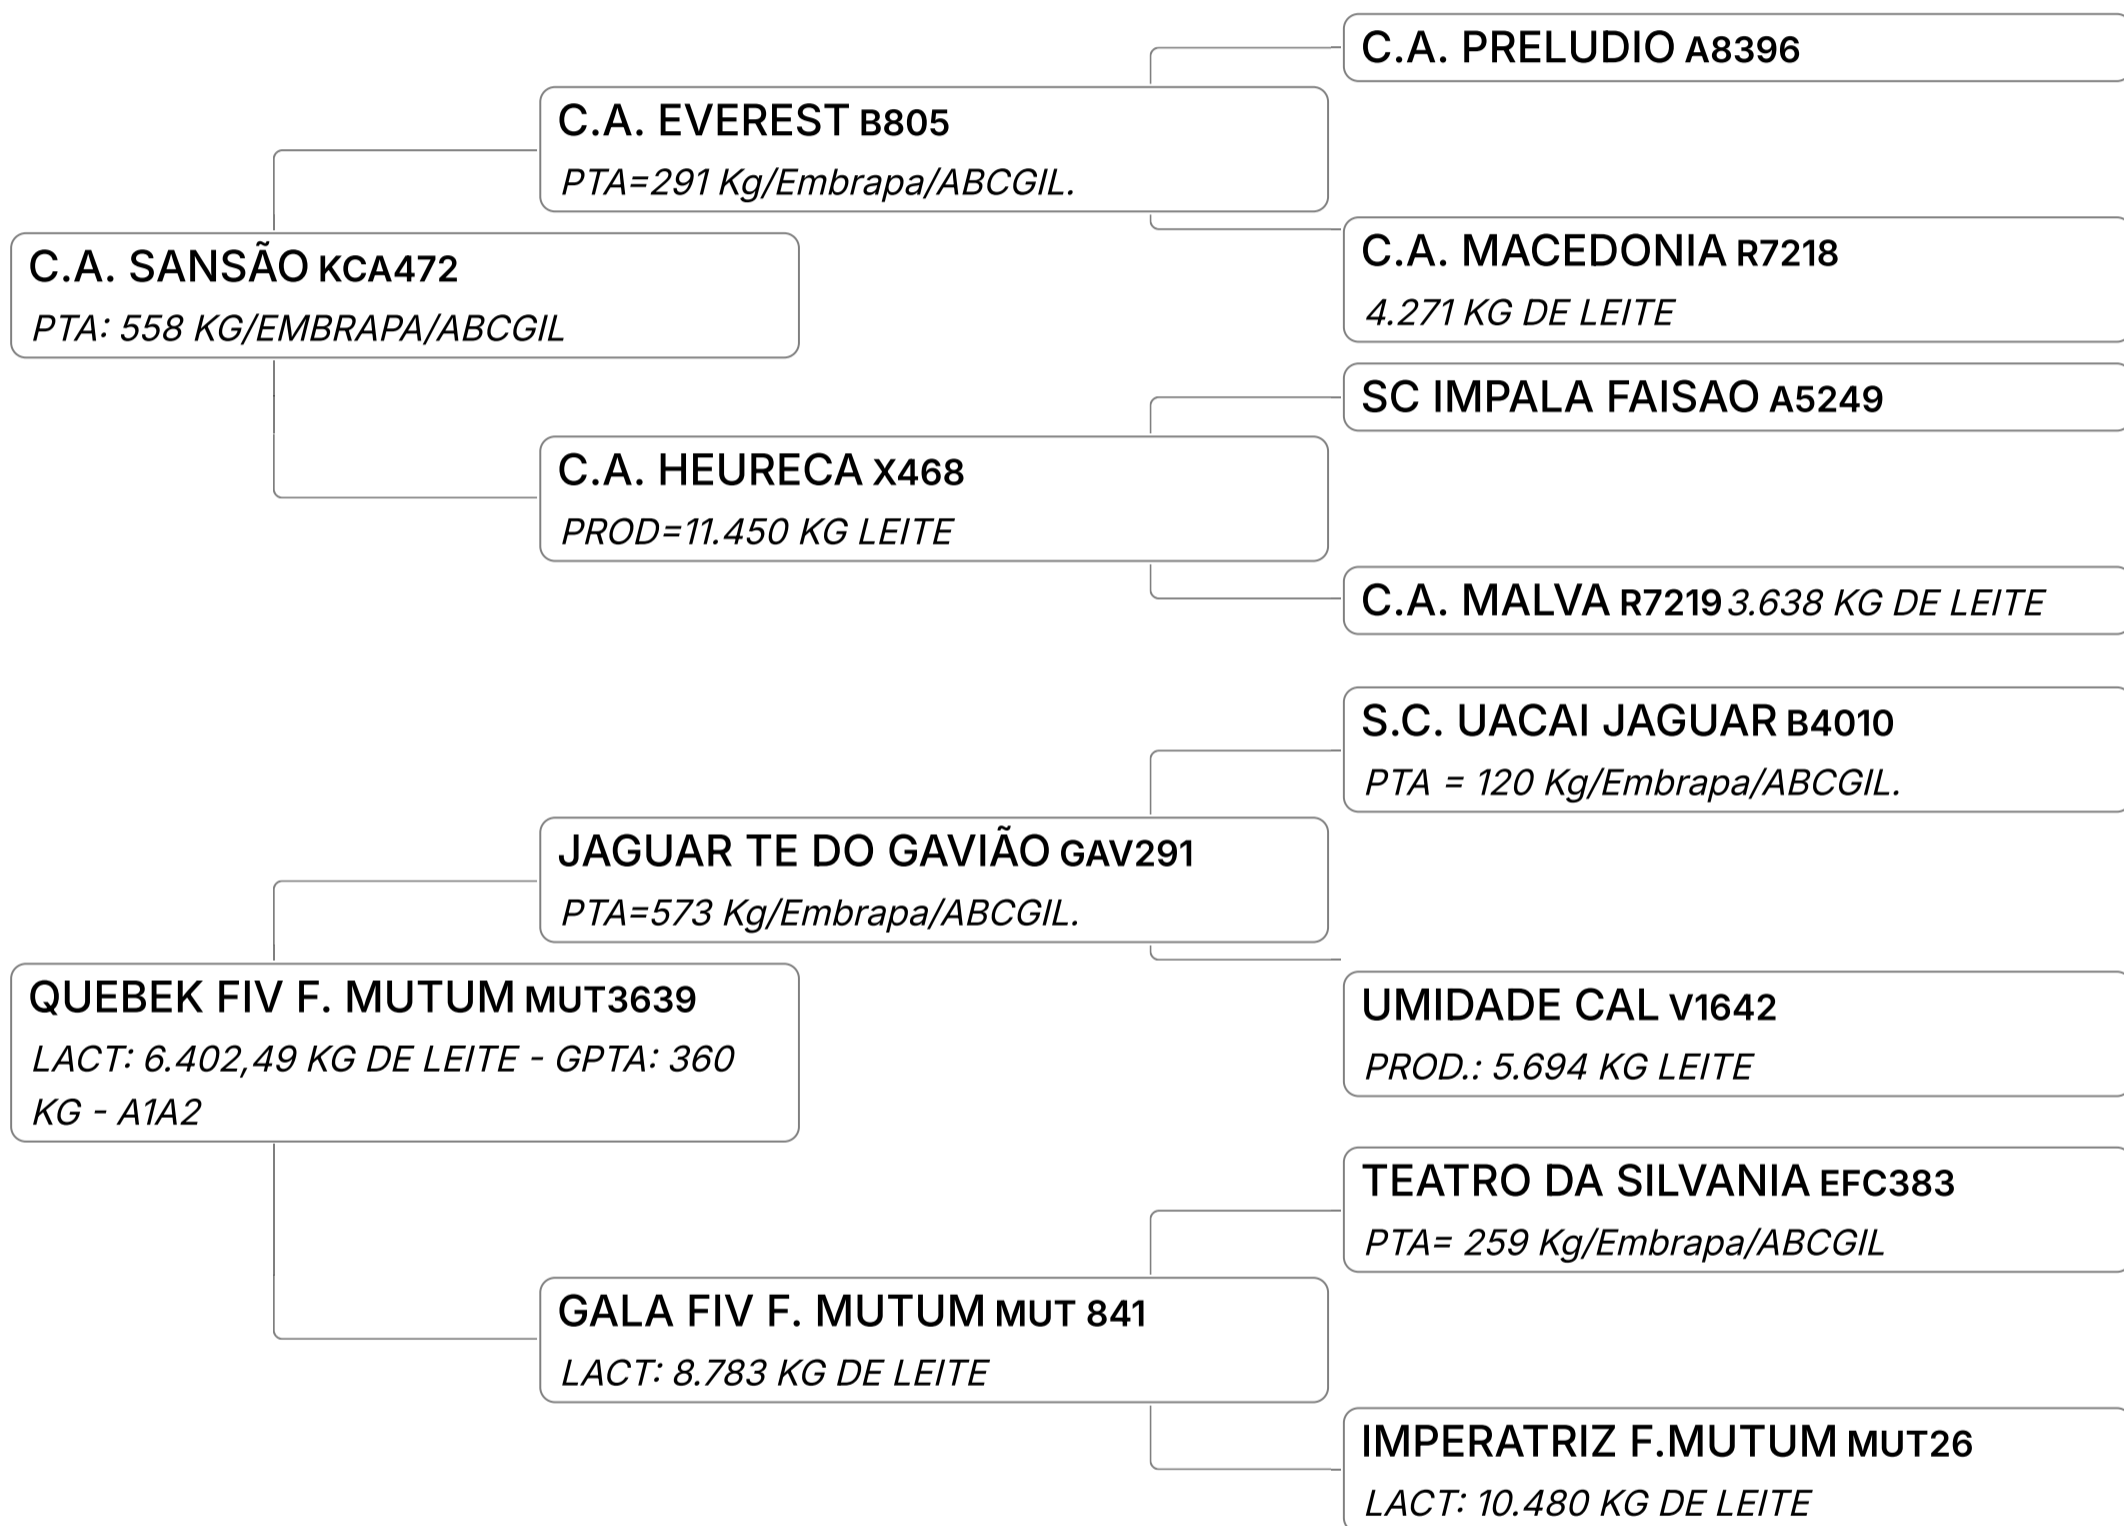 C.A. PRELUDIO A8396
C.A. EVEREST B805
PTA=291 Kg/Embrapa/ABCGIL.
C.A. MACEDONIA R7218
4.271 KG DE LEITE
C.A. SANSÃO KCA472
PTA: 558 KG/EMBRAPA/ABCGIL
SC IMPALA FAISAO A5249
C.A. HEURECA X468
PROD=11.450 KG LEITE
C.A. MALVA R7219 3.638 KG DE LEITE
S.C. UACAI JAGUAR B4010
PTA = 120 Kg/Embrapa/ABCGIL.
JAGUAR TE DO GAVIÃO GAV291
PTA=573 Kg/Embrapa/ABCGIL.
UMIDADE CAL V1642
PROD.: 5.694 KG LEITE
QUEBEK FIV F. MUTUM MUT3639
LACT: 6.402,49 KG DE LEITE - GPTA: 360
KG - A1A2
TEATRO DA SILVANIA EFC383
PTA= 259 Kg/Embrapa/ABCGIL
GALA FIV F. MUTUM MUT 841
LACT: 8.783 KG DE LEITE
IMPERATRIZ F.MUTUM MUT26
LACT: 10.480 KG DE LEITE